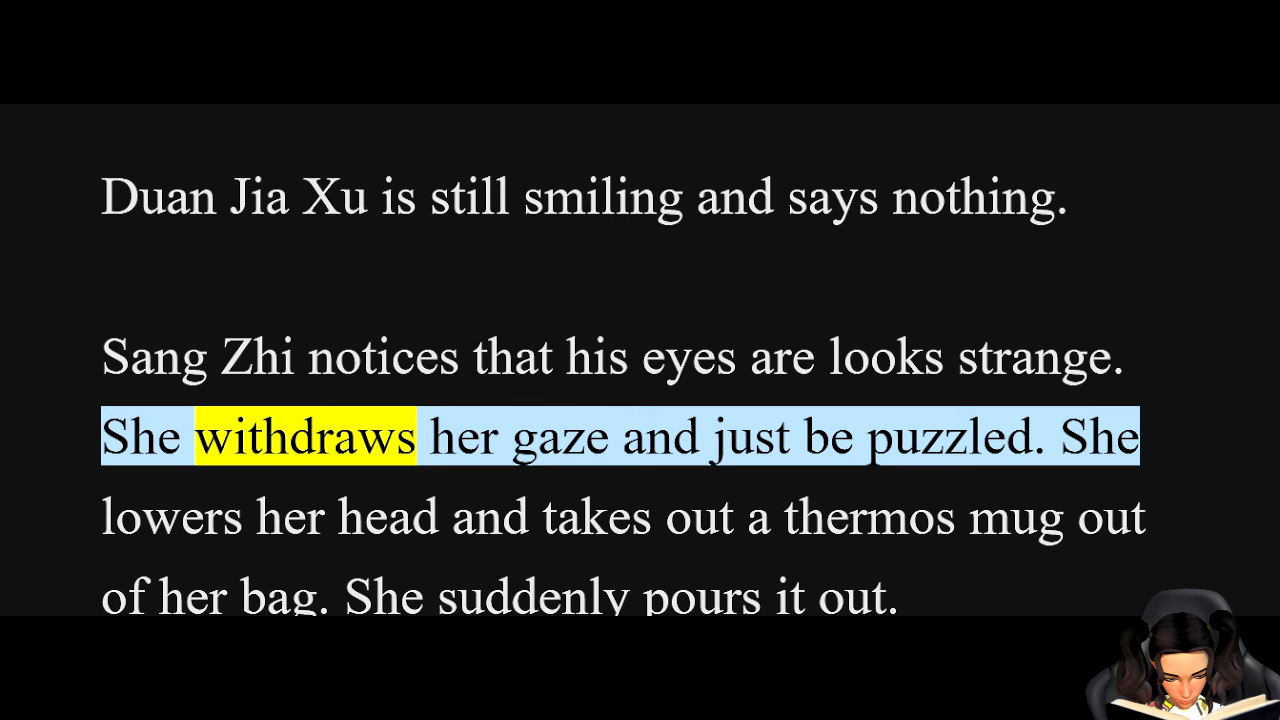 Duan Jia Xu is still smiling and says nothing.
Sang Zhi notices that his eyes are looks strange.
She withdraws her gaze and just be puzzled. She
lowers her head and takes out a thermos mug out
of her bag. She suddenly pours it out.